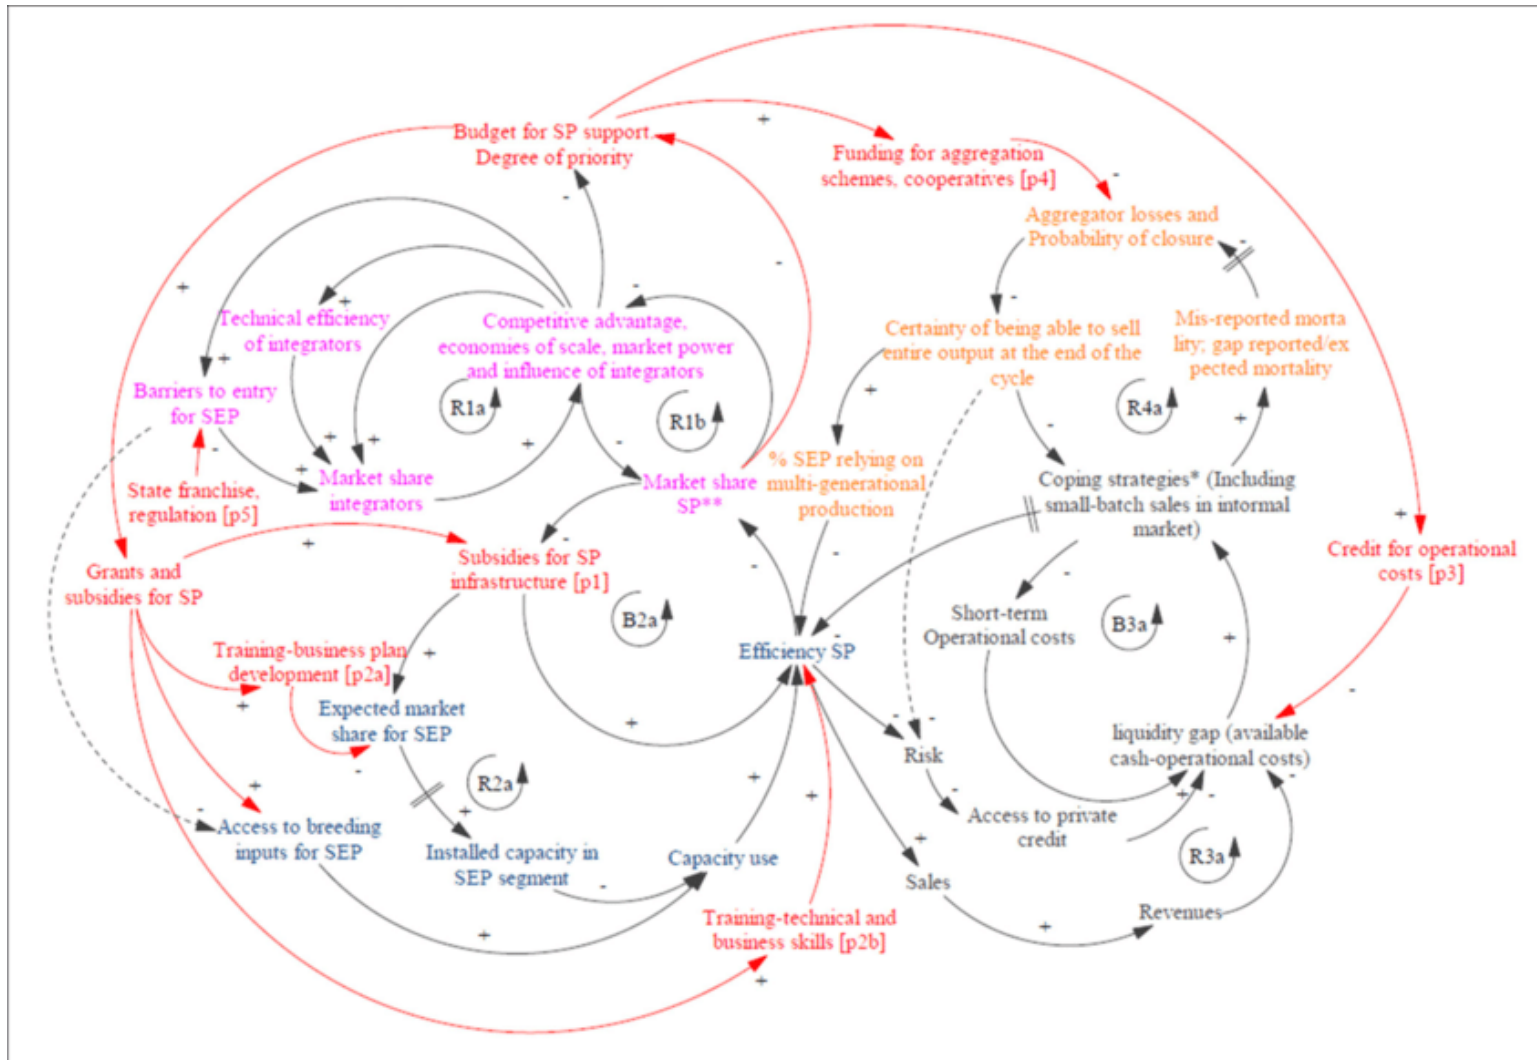 Budget for SP support.
Degree of priority
Funding for aggregation
schemes, cooperatives [p4]
Aggregator losses and
Probability of closure
Technical efficiency
of integrators
Competitive advantage,
economies of scale, market power
and influence of integrators
Certainty of being able to sell
entire output at the end of the
cycle
Mis-reported morta
lity; gap reported/ex
pected mortality
Barriers to entry
for SEP
R1a
R1b
R4a
Market share
integrators
Market share
SP**
% SEP relying on
multi-generational
production
Coping strategies* (Including
small-batch sales in intormal
market)
State franchise,
regulation [p5]
Grants and
subsidies for SP
Subsidies for SP
infrastructure [p1]
Credit for operational
costs [p3]
B2a
Short-term
Operational costs
B3a
Training-business plan
development [p2a]
Efficiency SP
Expected market
share for SEP
Risk
liquidity gap (available
cash-operational costs)
R2a
Access to breeding
inputs for SEP
Installed capacity in
SEP segment
Capacity use
Access to private
credit
R3a
Sales
Revenues
Training-technical and
business skills [p2b]